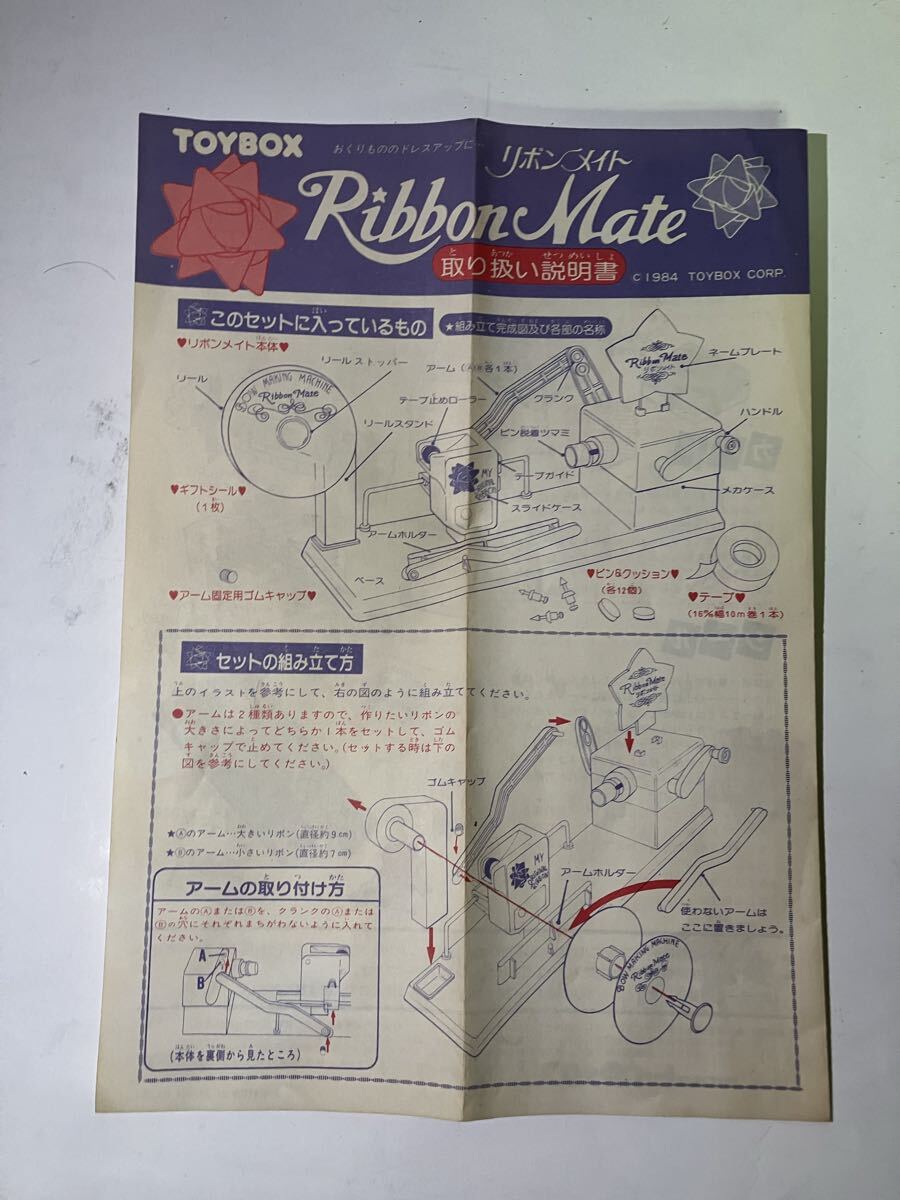 TOYBOX
おくりもののドレスアップに…
リボンメイト
Ribbon Mate
取り扱い説明書
©1984 TOYBOX CORP.
このセットに入っているもの
★組み立て完成図及び各部の名称
♥リボンメイト本体♥
リールストッパー
リール
BOW MAKING MACHINE
Ribbon Mate
アーム(A/B各1本)
クランク
Ribbon Mate
リボンメイト
ネームプレート
テープ止めローラー
リールスタンド
ピン脱着ツマミ
ハンドル
テープガイド
MY
メカケース
♥ギフトシール♥
(1枚)
スライドケース
アームホルダー
ベース
♥ピン&クッション♥
(各12個)
♥アーム固定用ゴムキャップ♥
♥テープ♥
(16%幅10m巻1本)
セットの組み立て方
上のイラストを参考にして、右の図のように組み立ててください。
●アームは2種類ありますので、作りたいリボンの
大きさによってどちらか1本をセットして、ゴム
キャップで止めてください。(セットする時は下の
図を参考にしてください。)
Ribbon Mate
ゴムキャップ
★Ⓐのアーム…大きいリボン(直径約9cm)
★Ⓑのアーム…小さいリボン(直径約7cm)
MY
アームホルダー
使わないアームは
ここに置きましょう。
アームの取り付け方
アームのⒶまたはⒷを、クランクのⒶまたは
Ⓑの穴にそれぞれまちがわないように入れて
ください。
A
B
BOW MAKING MACHINE
Ribbon Mate
(本体を裏側から見たところ)